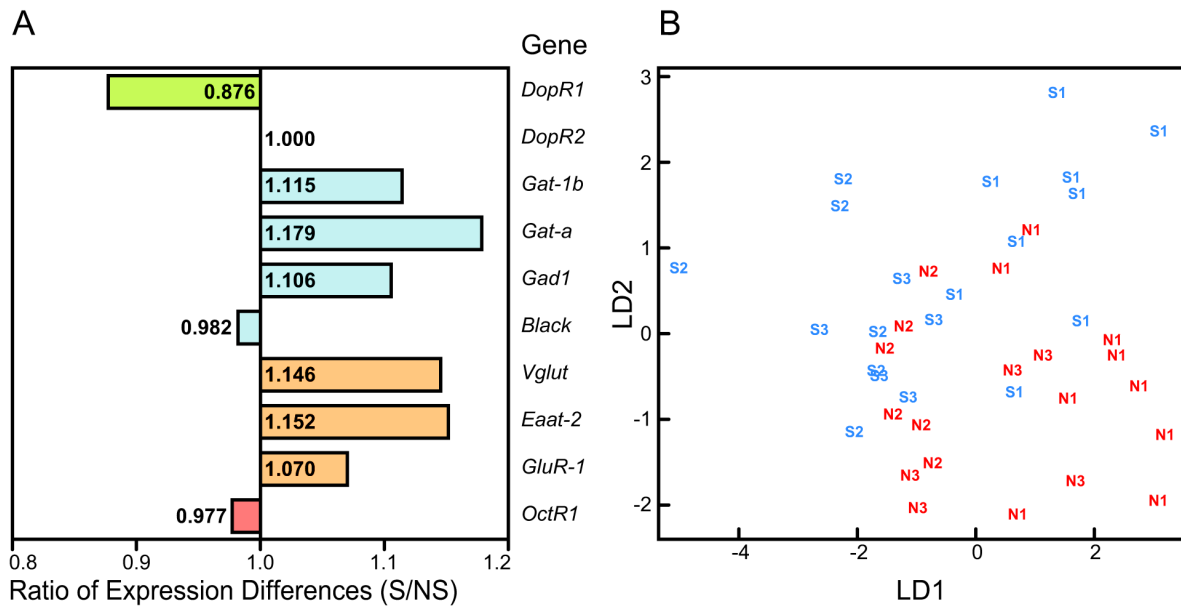 A
B
Gene
0.876 DopR1
1.000 DopR2
1.115 Gat-1b
1.179 Gat-a
1.106 Gad1
0.982 Black
1.146 Vglut
1.152 Eaat-2
1.070 GluR-1
0.977 OctR1
0.8 0.9 1.0 1.1 1.2
Ratio of Expression Differences (S/NS)
LD2
3
2
1
0
-1
-2
S1
S1
S2 S1 S1
S2 S1
N1
S1
S2 N2 N1
S3
S1
S3 S1
S3 S2 N2
N1
N2 N3 N1
S2 N3
S3
S3 S1 N1 N1
N2
N2
S2 N1
N2
N3 N3
N1
N3 N1
-4 -2 0 2
LD1